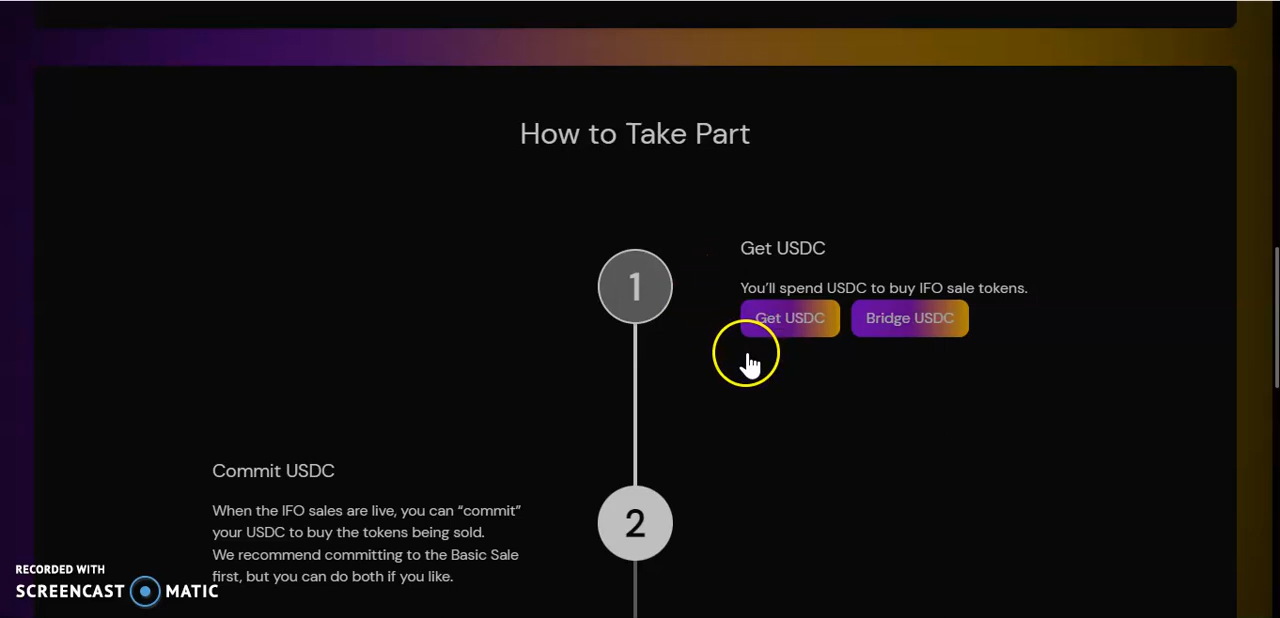 How to Take Part
1
Get USDC
You'll spend USDC to buy IFO sale tokens.
Get USDC
Bridge USDC
Commit USDC
When the IFO sales are live, you can “commit”
your USDC to buy the tokens being sold.
We recommend committing to the Basic Sale
first, but you can do both if you like.
2
RECORDED WITH
SCREENCAST MATIC